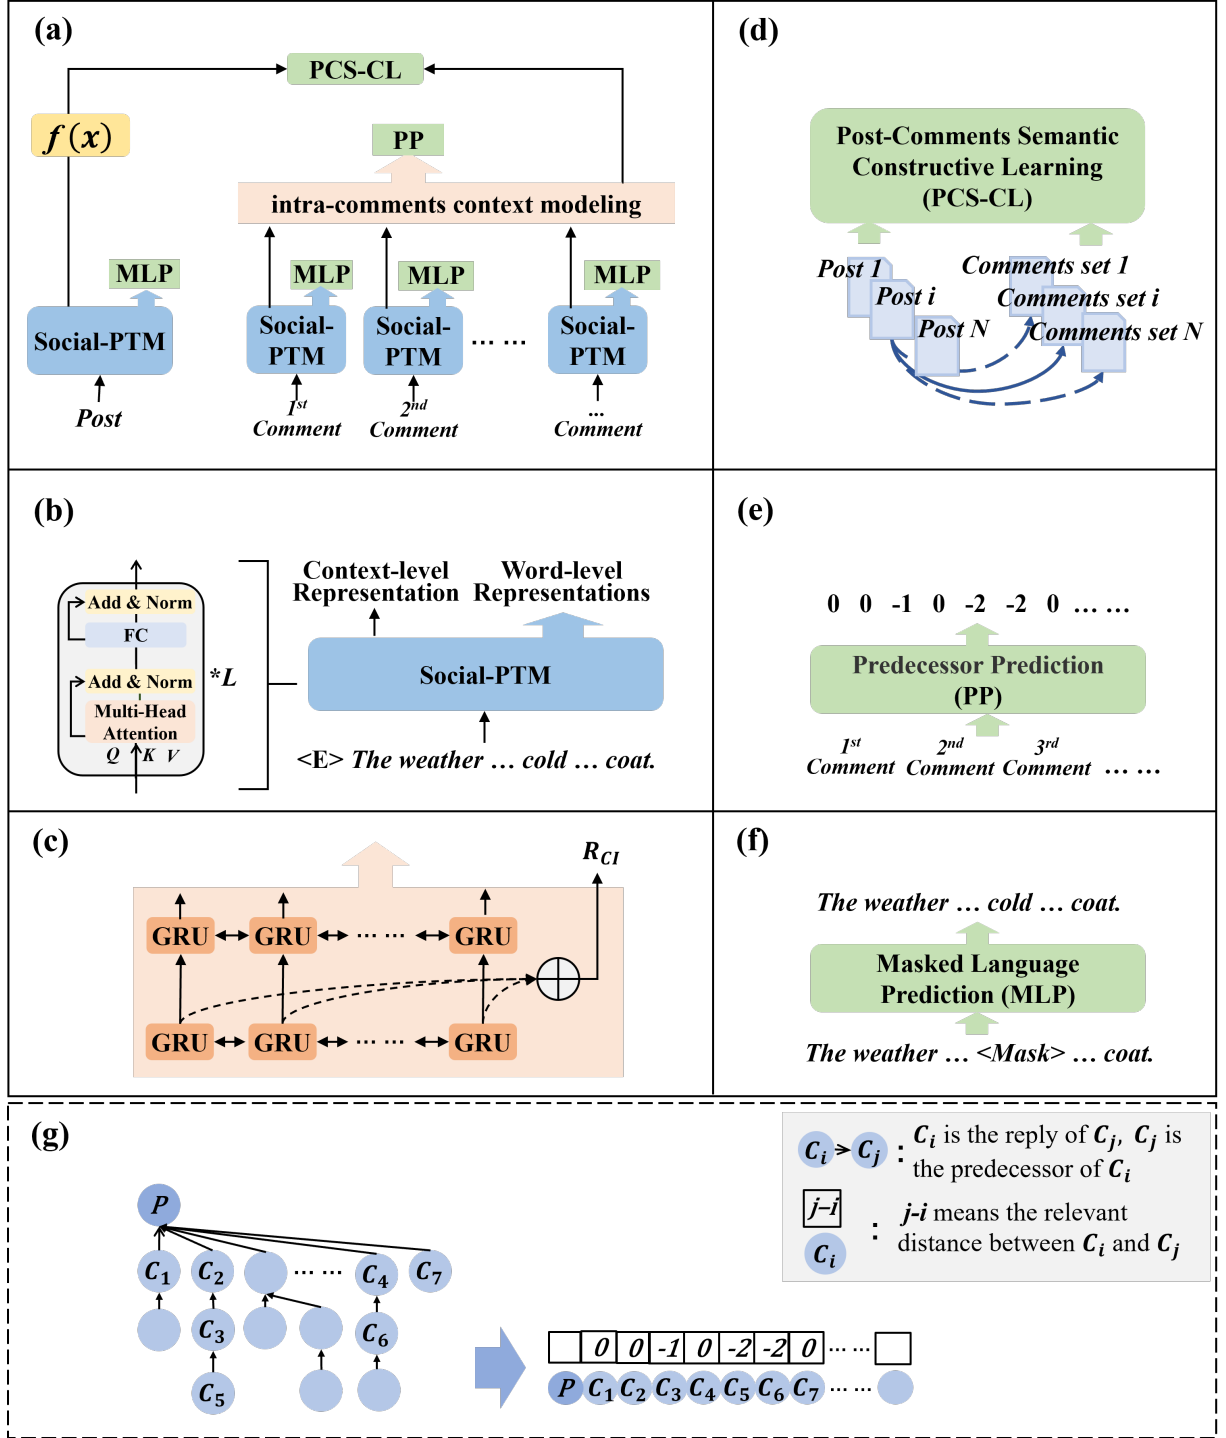 (a)
PCS-CL
f(x)
PP
intra-comments context modeling
MLP
MLP
MLP
MLP
Social-PTM
Social-
PTM
Social-
PTM
... ...
Social-
PTM
Post
1st
Comment
2nd
Comment
...
Comment
(d)
Post-Comments Semantic
Constructive Learning
(PCS-CL)
Post 1
Post i
Post N
Comments set 1
Comments set i
Comments set N
(b)
Add & Norm
FC
Add & Norm
Multi-Head
Attention
Q K V
*L
Context-level
Representation
Word-level
Representations
Social-PTM
<E> The weather ... cold ... coat.
(e)
0 0 -1 0 -2 -2 0 ... ...
Predecessor Prediction
(PP)
1st
Comment
2nd
Comment
3rd
Comment
... ...
(c)
R_CI
GRU GRU ... ... GRU
GRU GRU ... ... GRU
(f)
The weather ... cold ... coat.
Masked Language
Prediction (MLP)
The weather ... <Mask> ... coat.
(g)
P
C1 C2 ... ... C4 C7
C3 C6
C5
Ci Cj : Ci is the reply of Cj, Cj is
the predecessor of Ci
j-i
Ci
: j-i means the relevant
distance between Ci and Cj
0 0 -1 0 -2 -2 0 ... ...
P C1 C2 C3 C4 C5 C6 C7 ... ...